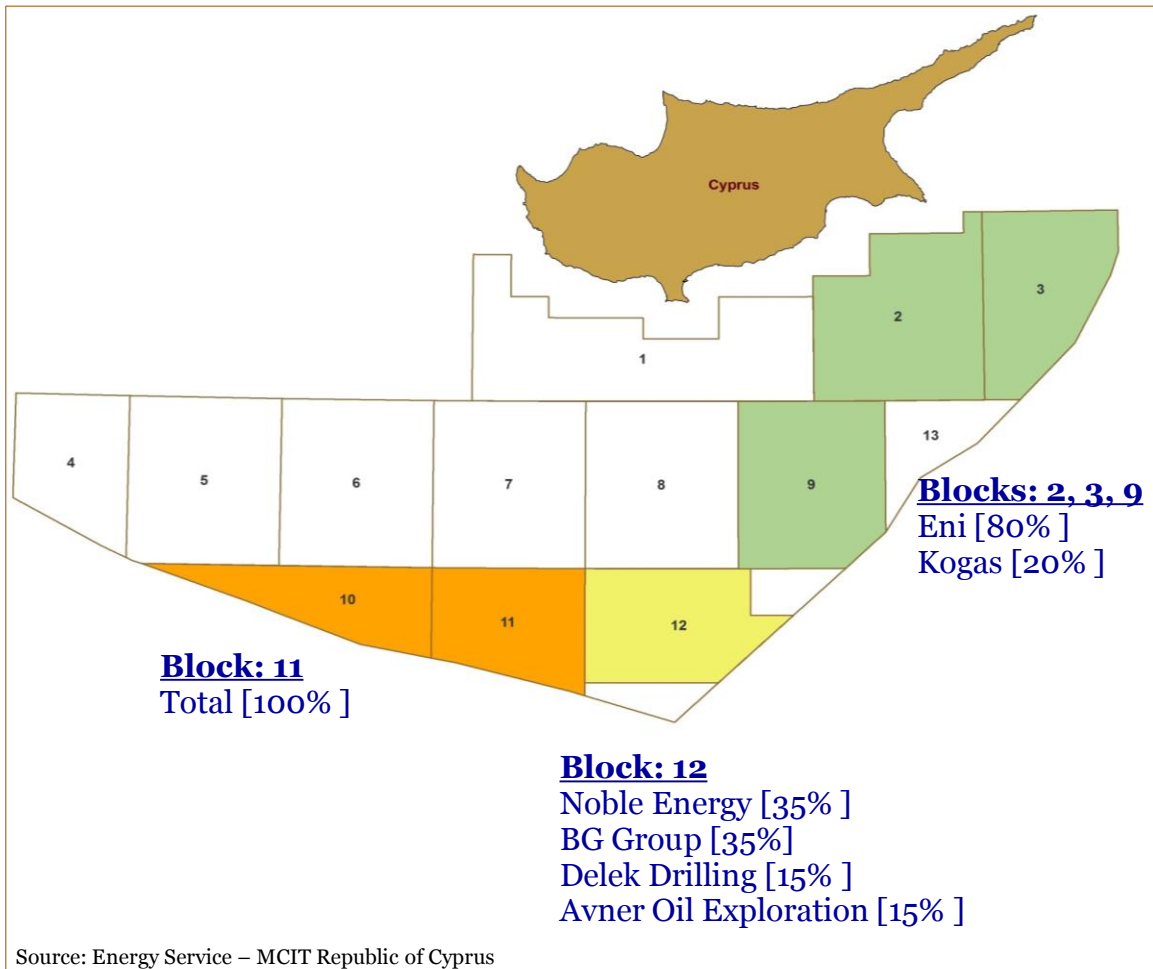 Cyprus
3
2
1
13
4
5
6
7
8
9
Blocks: 2, 3, 9
Eni [80% ]
Kogas [20% ]
10
11
12
Block: 11
Total [100% ]
Block: 12
Noble Energy [35% ]
BG Group [35%]
Delek Drilling [15% ]
Avner Oil Exploration [15% ]
Source: Energy Service – MCIT Republic of Cyprus